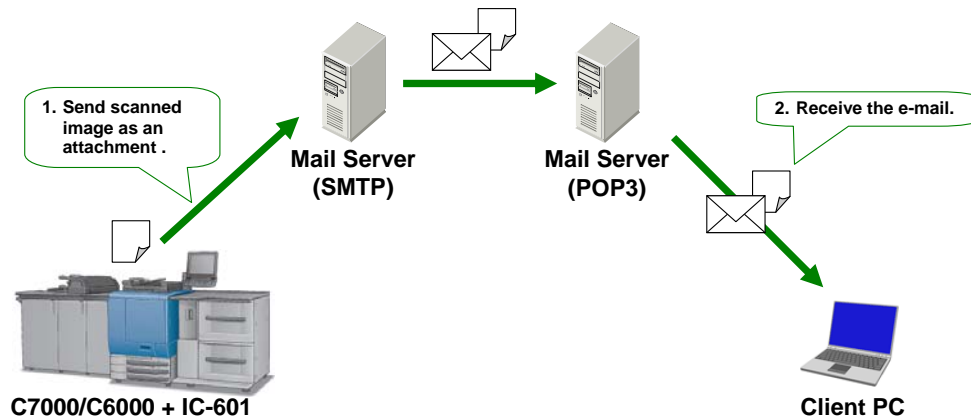 1. Send scanned
image as an
attachment .
Mail Server
(SMTP)
Mail Server
(POP3)
2. Receive the e-mail.
C7000/C6000 + IC-601
Client PC